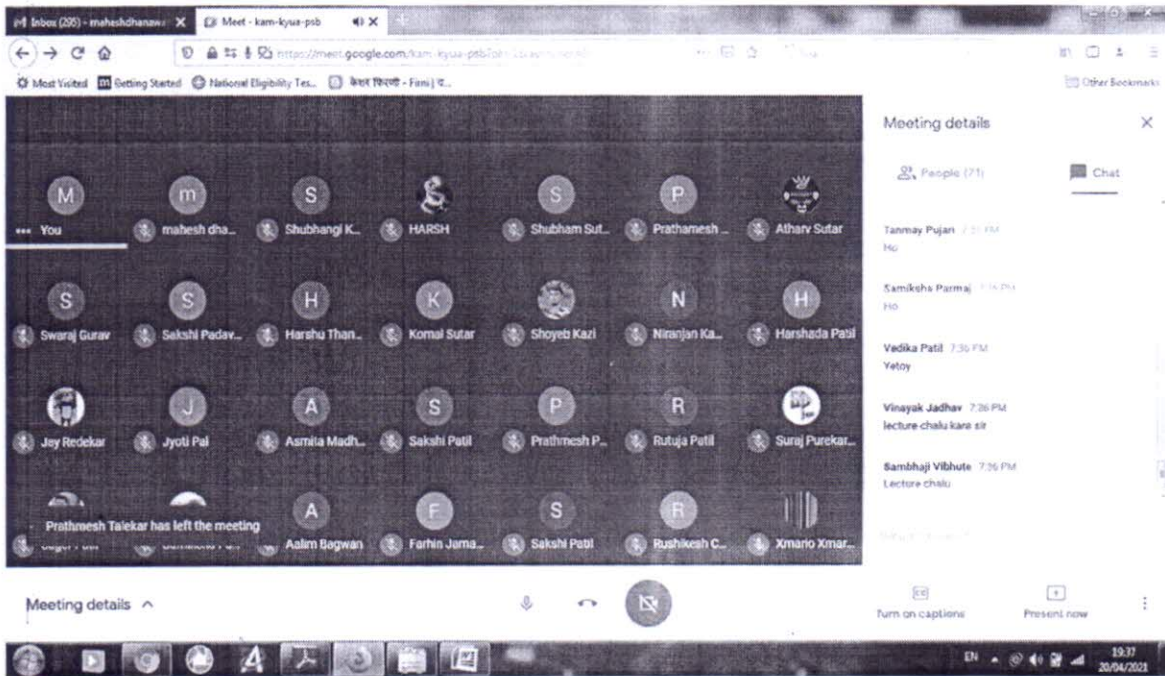 Inbox (295) - maheshdhanawa
Meet - kam-kyua-psb
https://meet.google.com/kam-kyua-psb
Most Visited
Getting Started
National Eligibility Tes...
केशर फिरणी - Firni | द...
Other Bookmarks
Meeting details
People (71)
Chat
M
m
S
S
P
You
mahesh dha...
Shubhangi K...
HARSH
Shubham Sut...
Prathamesh ...
Atharv Sutar
S
S
H
K
N
H
Swaraj Gurav
Sakshi Padav...
Harshu Than...
Komal Sutar
Shoyeb Kazi
Niranjan Ka...
Harshada Patil
J
A
S
P
R
Jay Redekar
Jyoti Pal
Asmita Madh...
Sakshi Patil
Prathmesh P...
Rutuja Patil
Suraj Purekar...
A
F
S
R
Prathmesh Talekar has left the meeting
Aalim Bagwan
Farhin Jama...
Sakshi Patil
Rushikesh C...
Xmario Xmar...
Tanmay Pujari
Ho
Samiksha Parmaj
Ho
Vedika Patil 7:36 PM
Yetoy
Vinayak Jadhav 7:36 PM
lecture chalu kara sir
Sambhaji Vibhute 7:36 PM
Lecture chalu
Meeting details
Turn on captions
Present now
EN
19:37
20/04/2021